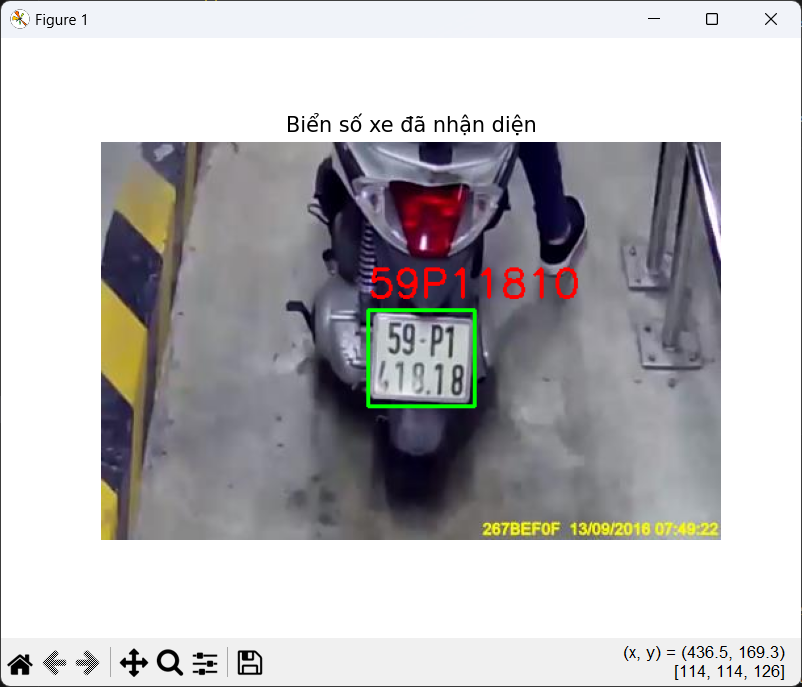 Figure 1
Biển số xe đã nhận diện
59P11810
59-P1
418.18
267BEF0F 13/09/2016 07:49:22
(x, y) = (436.5, 169.3)
[114, 114, 126]